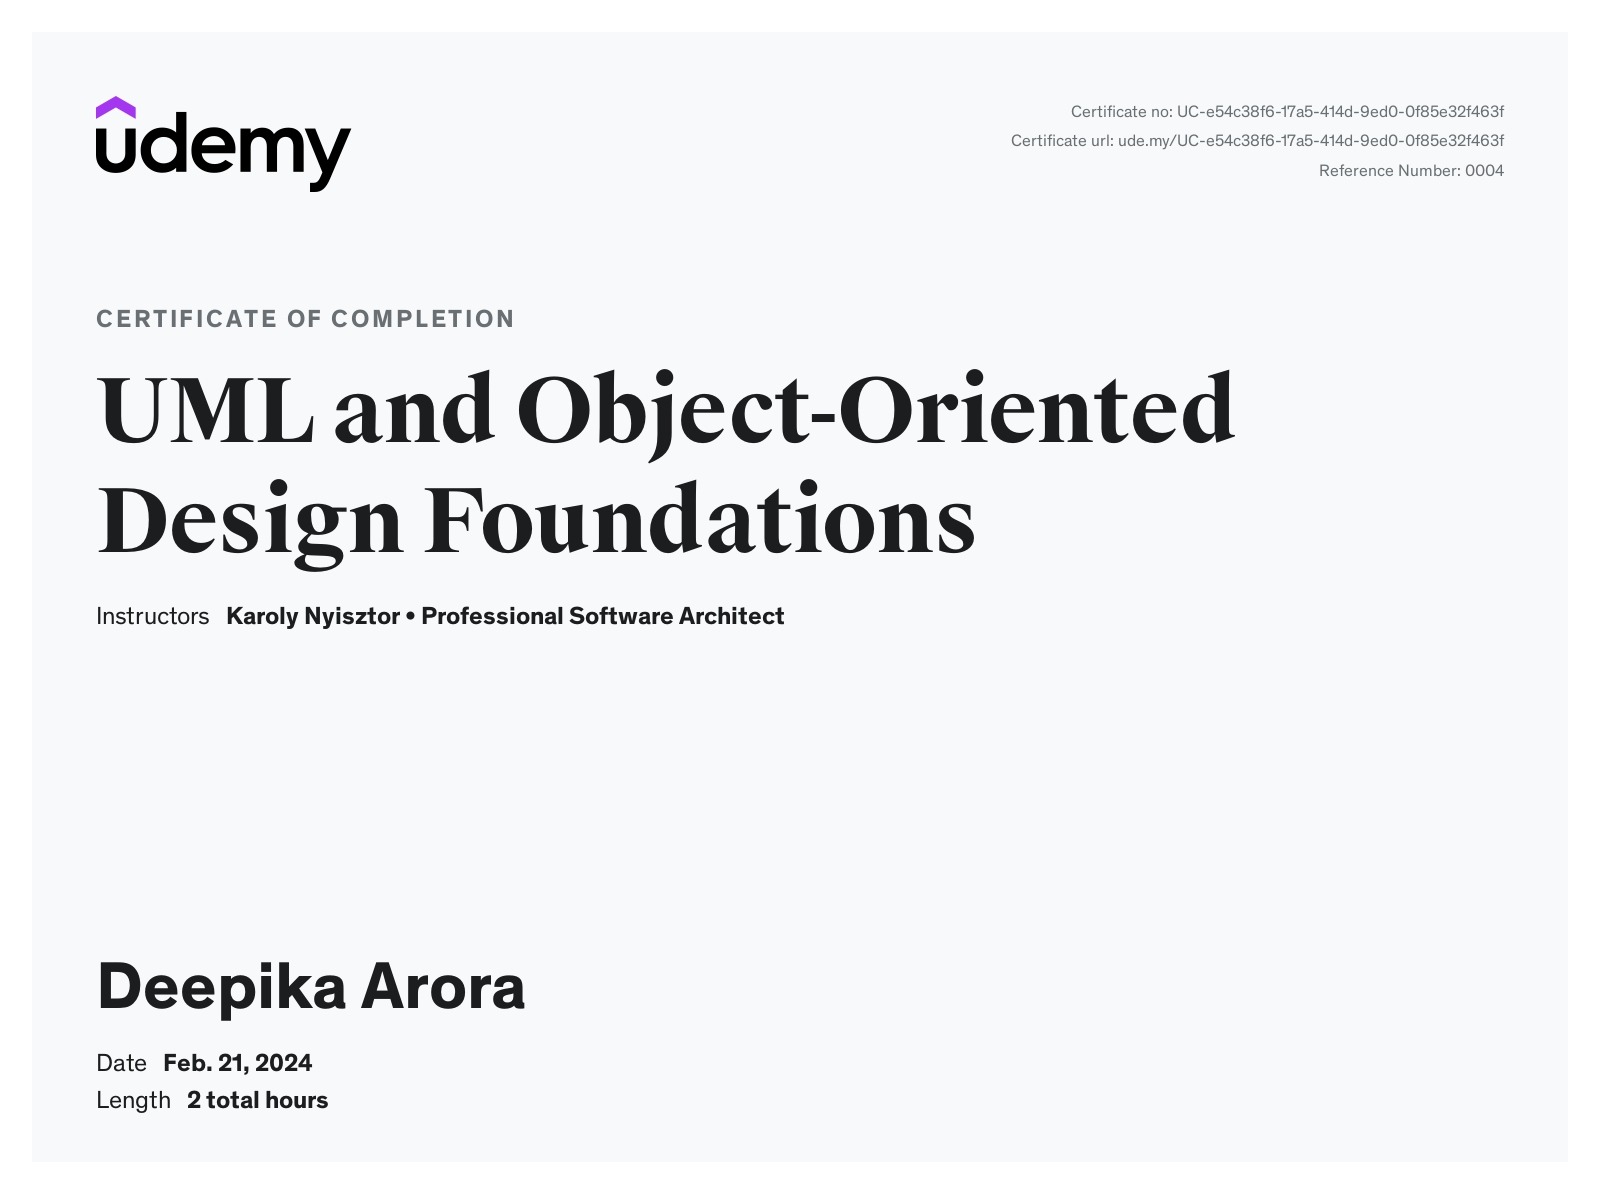 udemy
Certificate no: UC-e54c38f6-17a5-414d-9ed0-0f85e32f463f
Certificate url: ude.my/UC-e54c38f6-17a5-414d-9ed0-0f85e32f463f
Reference Number: 0004
CERTIFICATE OF COMPLETION
UML and Object-Oriented
Design Foundations
Instructors Karoly Nyisztor • Professional Software Architect
Deepika Arora
Date Feb. 21, 2024
Length 2 total hours